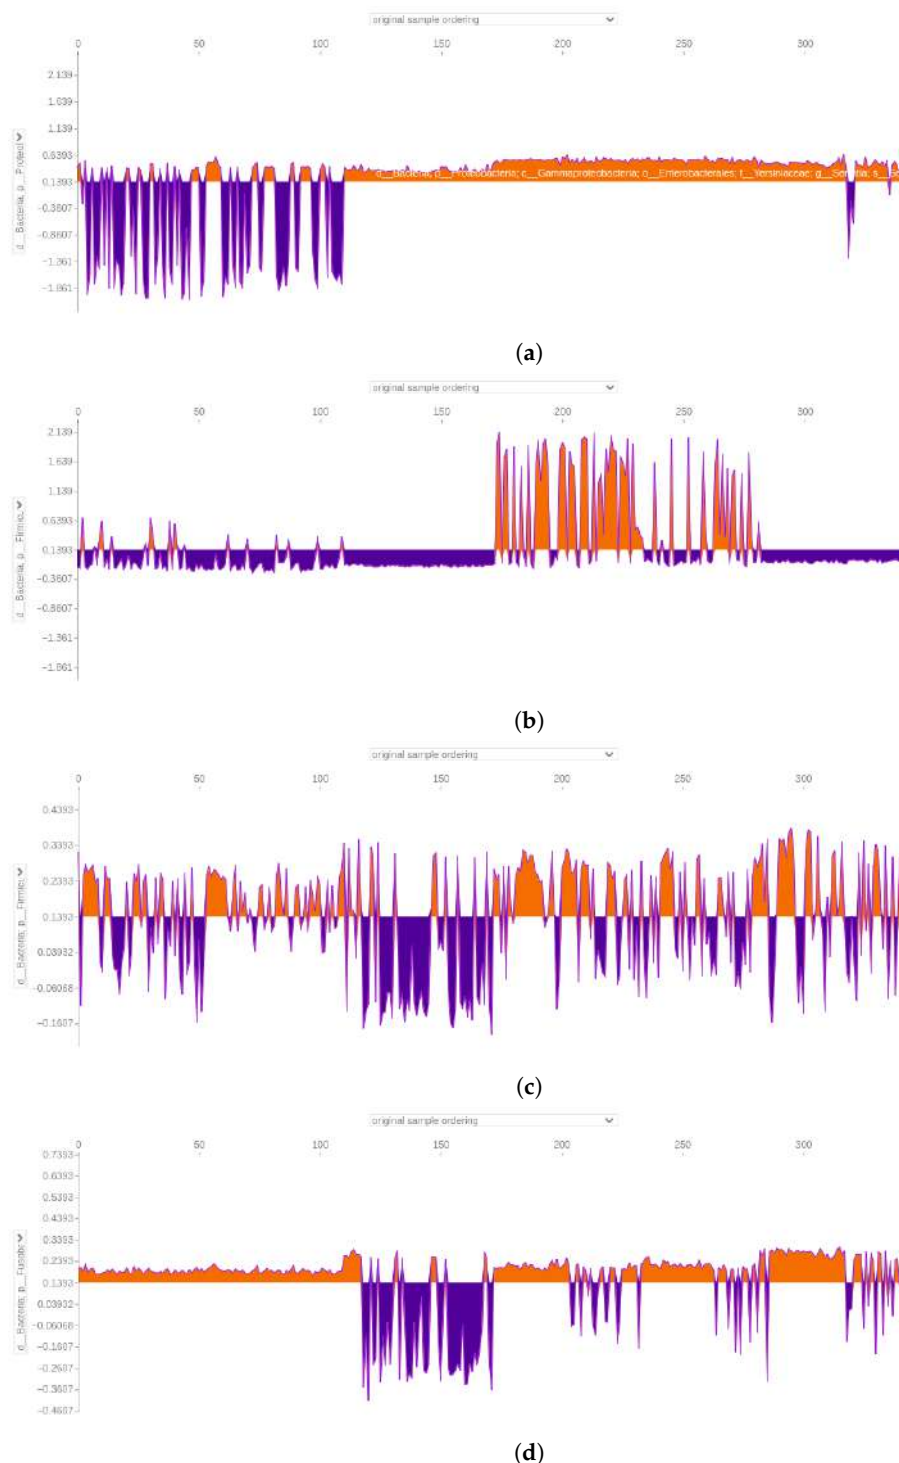 original sample ordering
0 50 100 150 200 250 300
2.139
1.639
1.139
0.6393
0.1393
−0.3607
−0.8607
−1.361
−1.861
d__Bacteria; p__Proteo
d__Bacteria; p__Proteobacteria; c__Gammaproteobacteria; o__Enterobacterales; f__Yersiniaceae; g__Serratia; s__Se
(a)
original sample ordering
0 50 100 150 200 250 300
2.139
1.639
1.139
0.6393
0.1393
−0.3607
−0.8607
−1.361
−1.861
d__Bacteria; p__Firmic
(b)
original sample ordering
0 50 100 150 200 250 300
0.4393
0.3393
0.2393
0.1393
0.03932
−0.06068
−0.1607
d__Bacteria; p__Firmic
(c)
original sample ordering
0 50 100 150 200 250 300
0.7393
0.6393
0.5393
0.4393
0.3393
0.2393
0.1393
0.03932
−0.06068
−0.1607
−0.2607
−0.3607
−0.4607
d__Bacteria; p__Fusoba
(d)